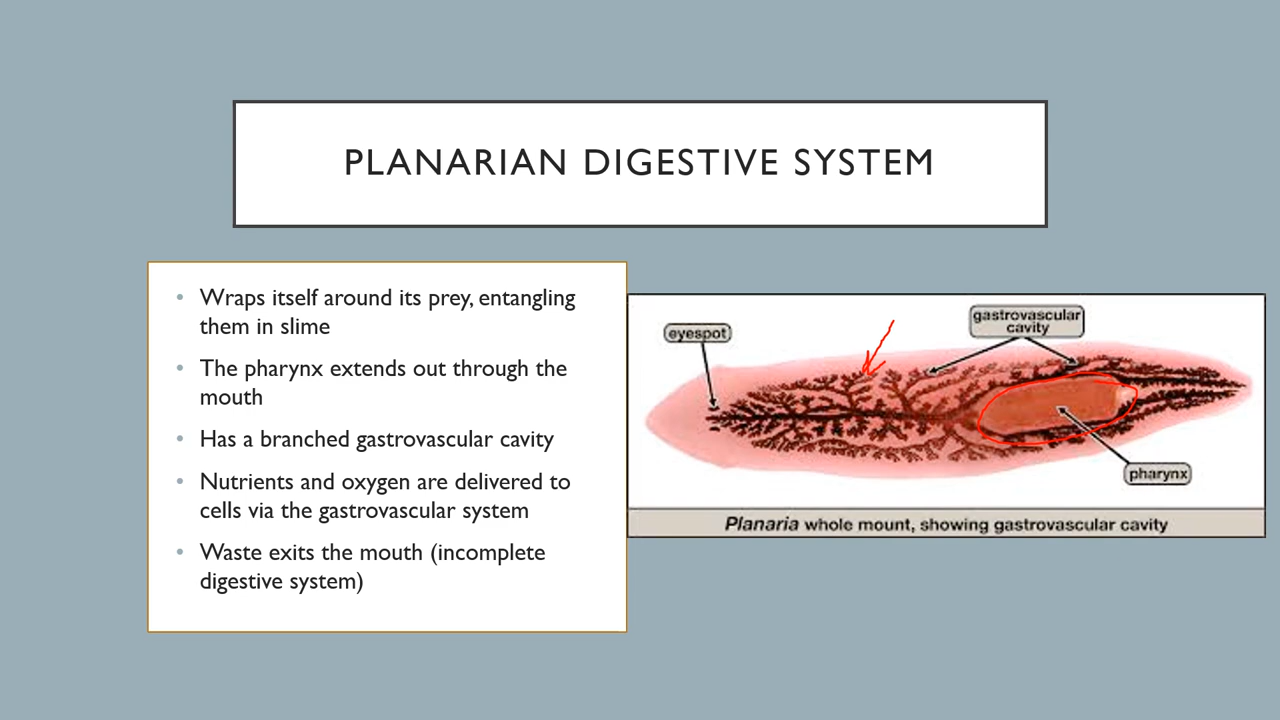 PLANARIAN DIGESTIVE SYSTEM
• Wraps itself around its prey, entangling
them in slime
• The pharynx extends out through the
mouth
• Has a branched gastrovascular cavity
• Nutrients and oxygen are delivered to
cells via the gastrovascular system
• Waste exits the mouth (incomplete
digestive system)
eyespot
gastrovascular
cavity
pharynx
Planaria whole mount, showing gastrovascular cavity